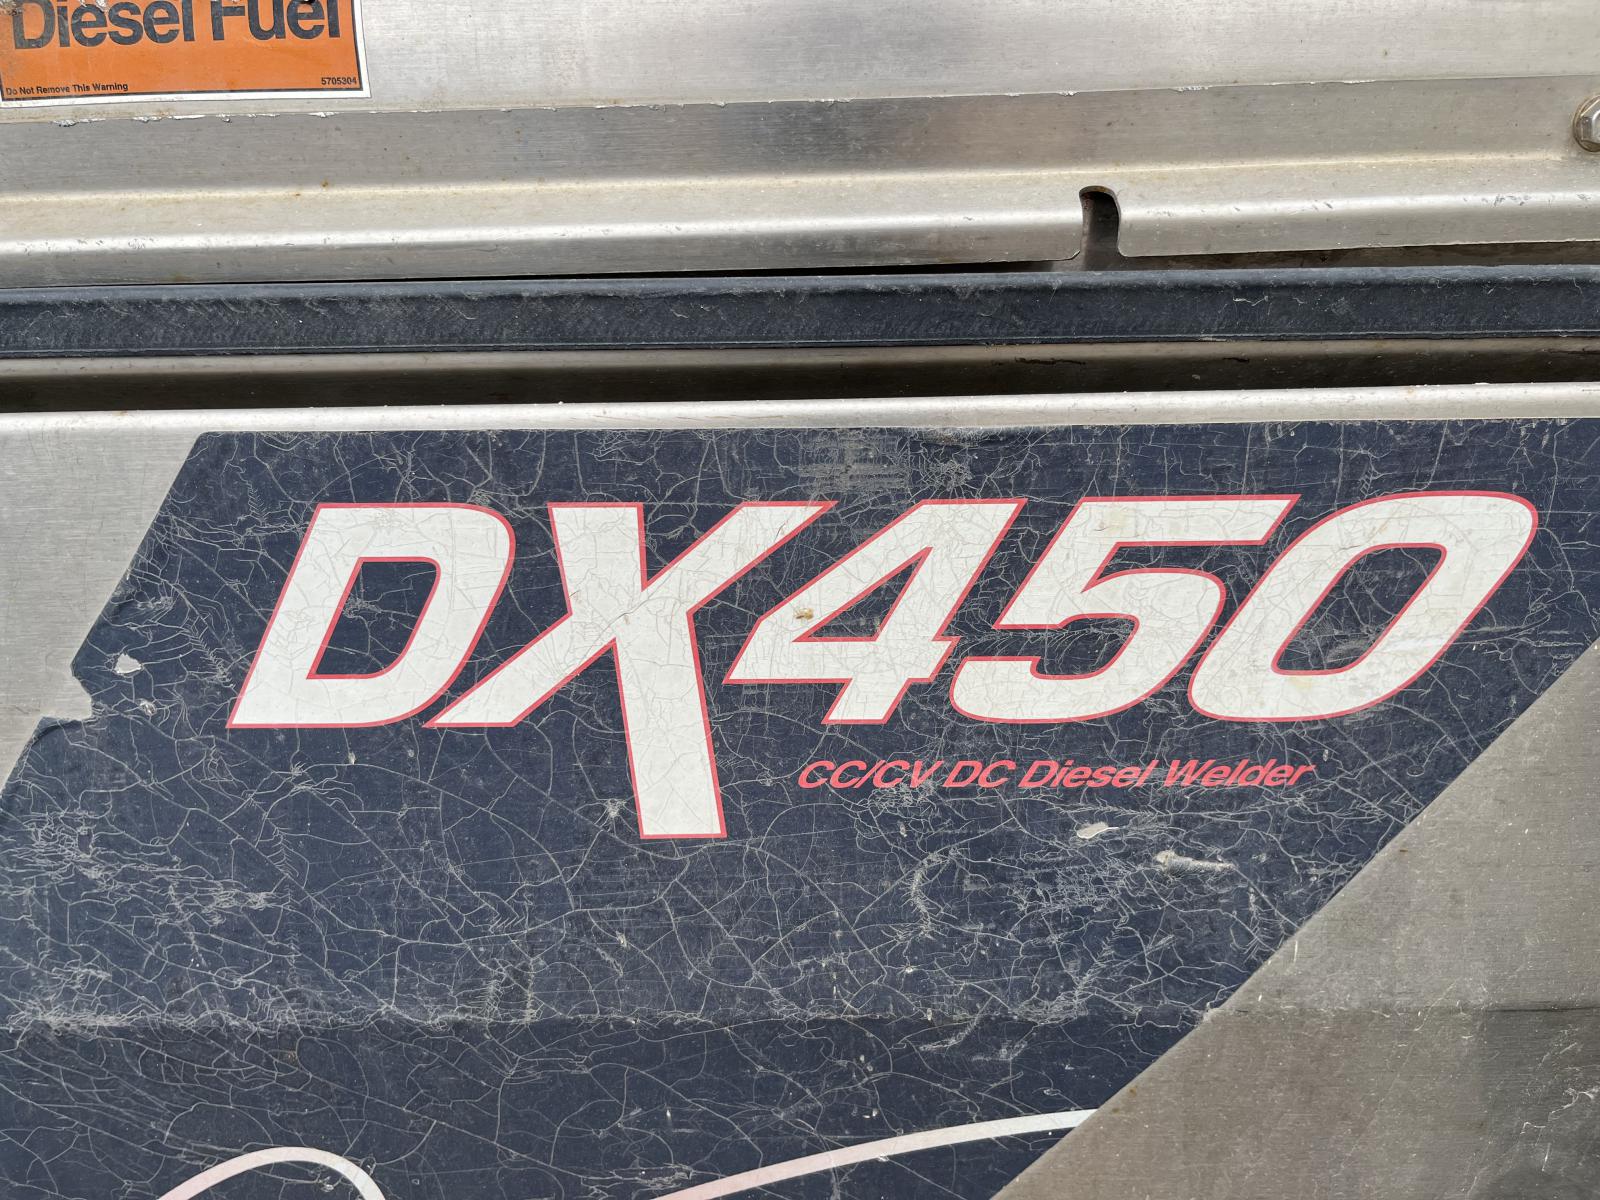 Diesel Fuel
Do Not Remove This Warning 5705304
DX450
CC/CV DC Diesel Welder